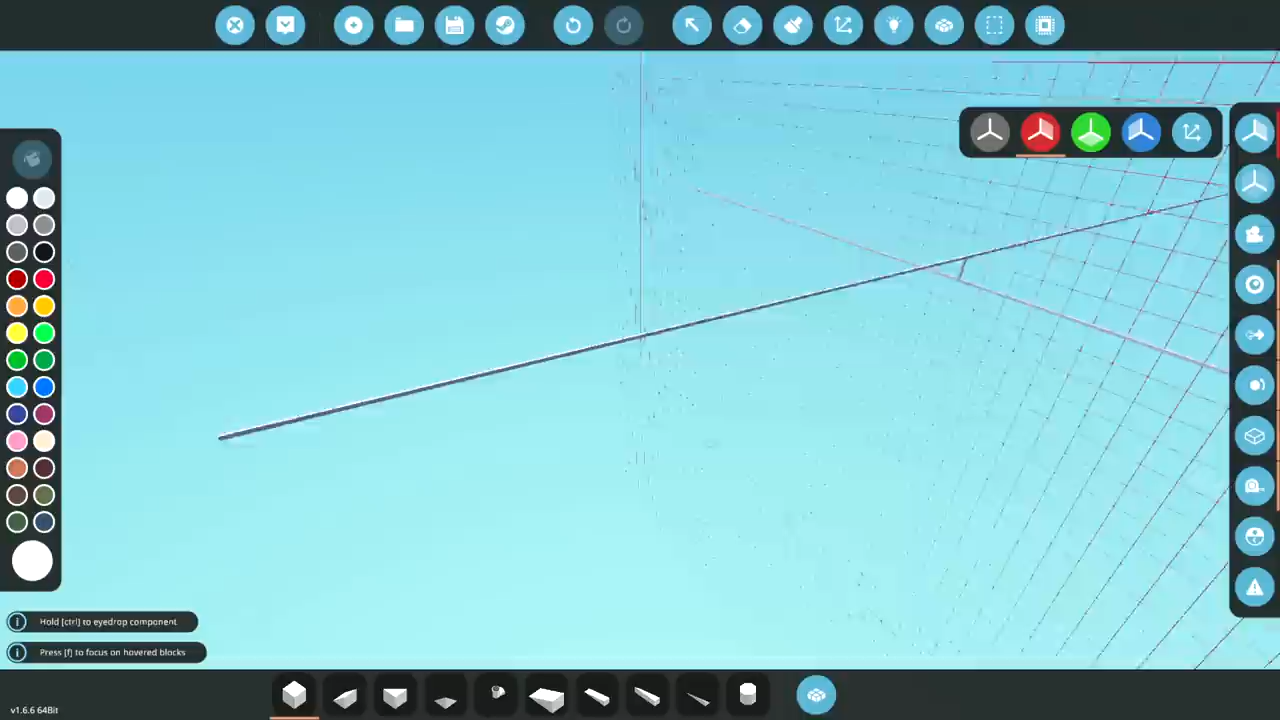 Hold [ctrl] to eyedrop component
Press [f] to focus on hovered blocks
v1.6.6 64Bit